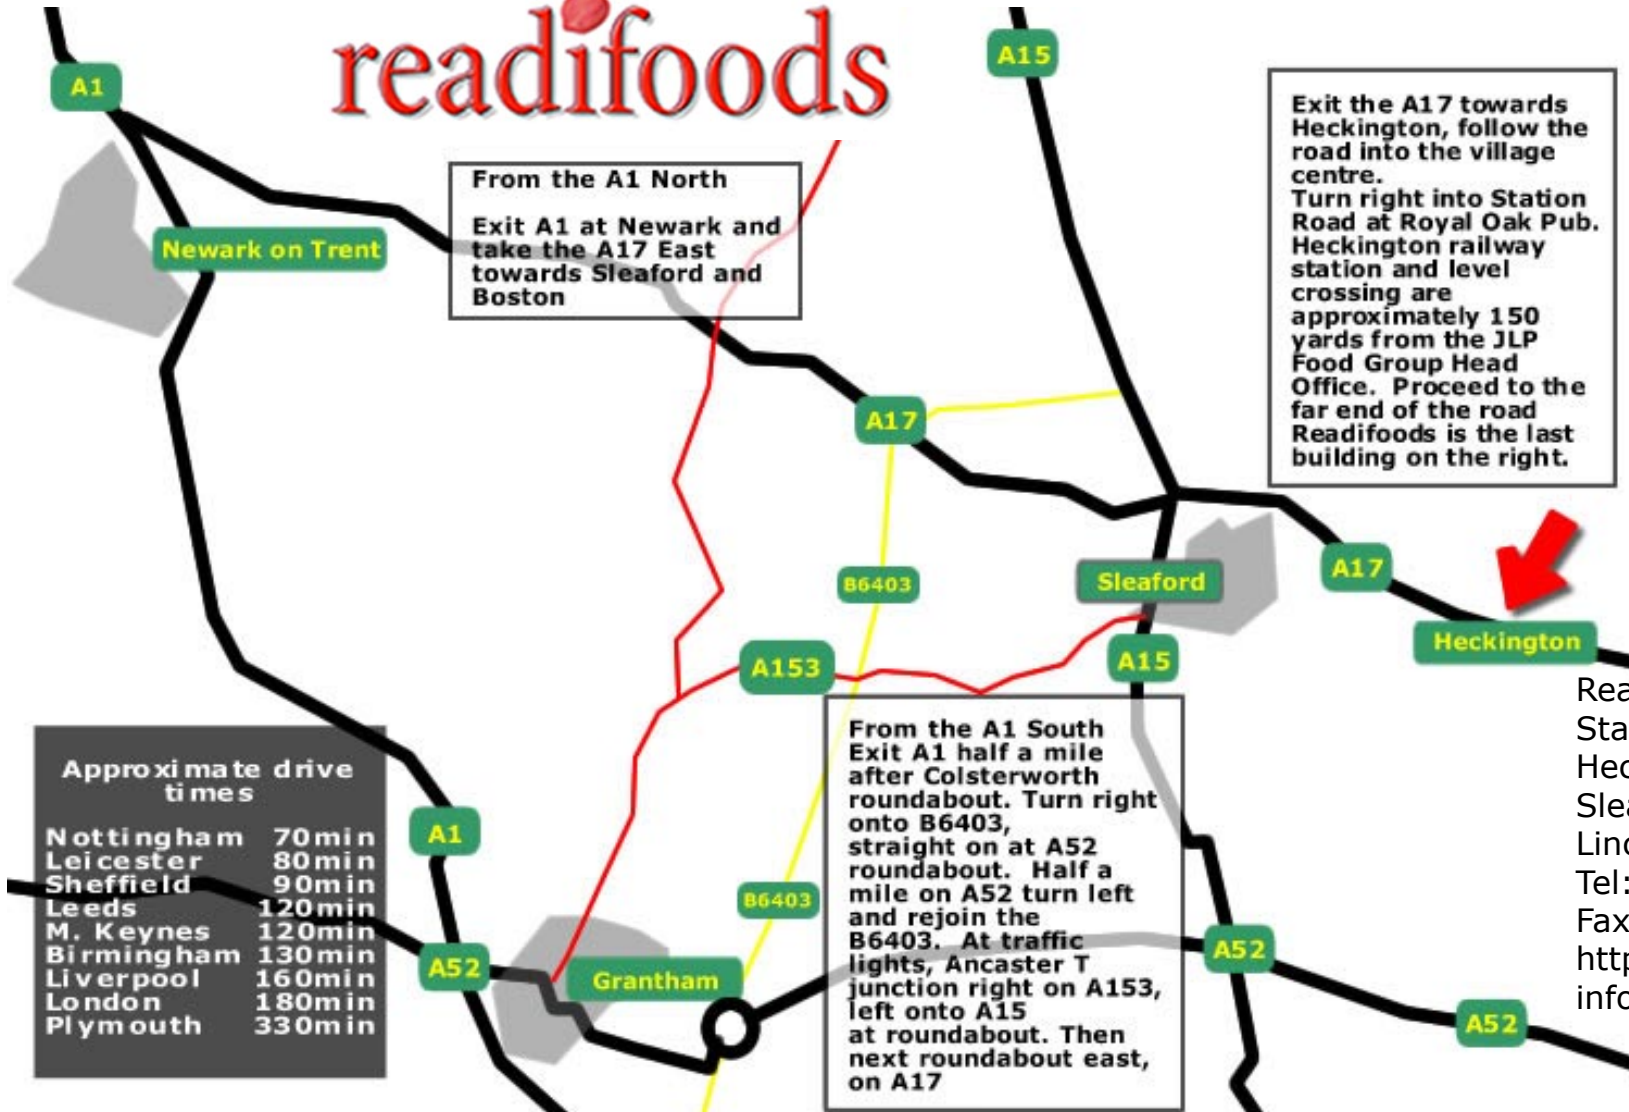 readifoods
A1
A15
Exit the A17 towards
Heckington, follow the
road into the village
centre.
Turn right into Station
Road at Royal Oak Pub.
Heckington railway
station and level
crossing are
approximately 150
yards from the JLP
Food Group Head
Office. Proceed to the
far end of the road
Readifoods is the last
building on the right.
From the A1 North
Exit A1 at Newark and
take the A17 East
towards Sleaford and
Boston
Newark on Trent
A17
B6403
Sleaford
A17
Heckington
A153
A15
Approximate drive
times
Nottingham 70min
Leicester 80min
Sheffield 90min
Leeds 120min
M. Keynes 120min
Birmingham 130min
Liverpool 160min
London 180min
Plymouth 330min
A1
B6403
A52
Grantham
From the A1 South
Exit A1 half a mile
after Colsterworth
roundabout. Turn right
onto B6403,
straight on at A52
roundabout. Half a
mile on A52 turn left
and rejoin the
B6403. At traffic
lights, Ancaster T
junction right on A153,
left onto A15
at roundabout. Then
next roundabout east,
on A17
A52
A52
Tel:
Fax